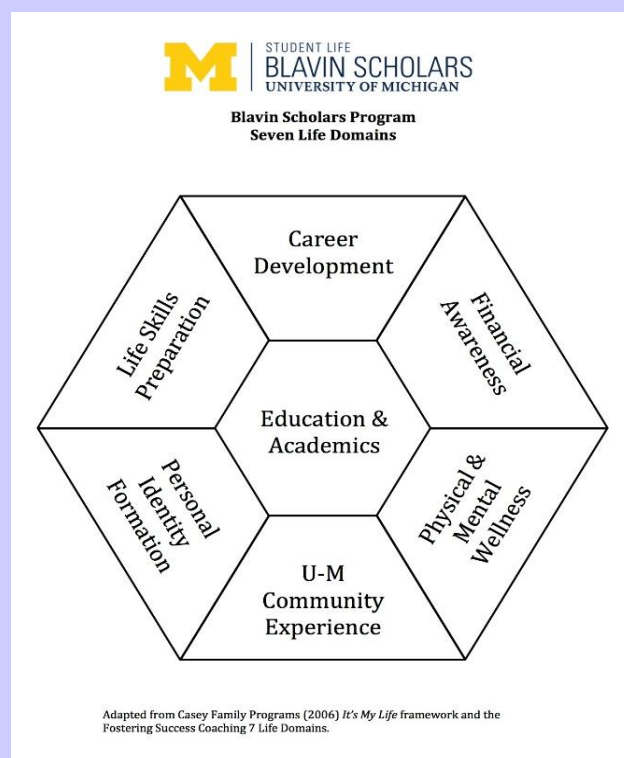 M
STUDENT LIFE
BLAVIN SCHOLARS
UNIVERSITY OF MICHIGAN
Blavin Scholars Program
Seven Life Domains
Career
Development
Life Skills
Preparation
Financial
Awareness
Education &
Academics
Personal
Identity
Formation
Physical &
Mental
Wellness
U-M
Community
Experience
Adapted from Casey Family Programs (2006) It's My Life framework and the
Fostering Success Coaching 7 Life Domains.